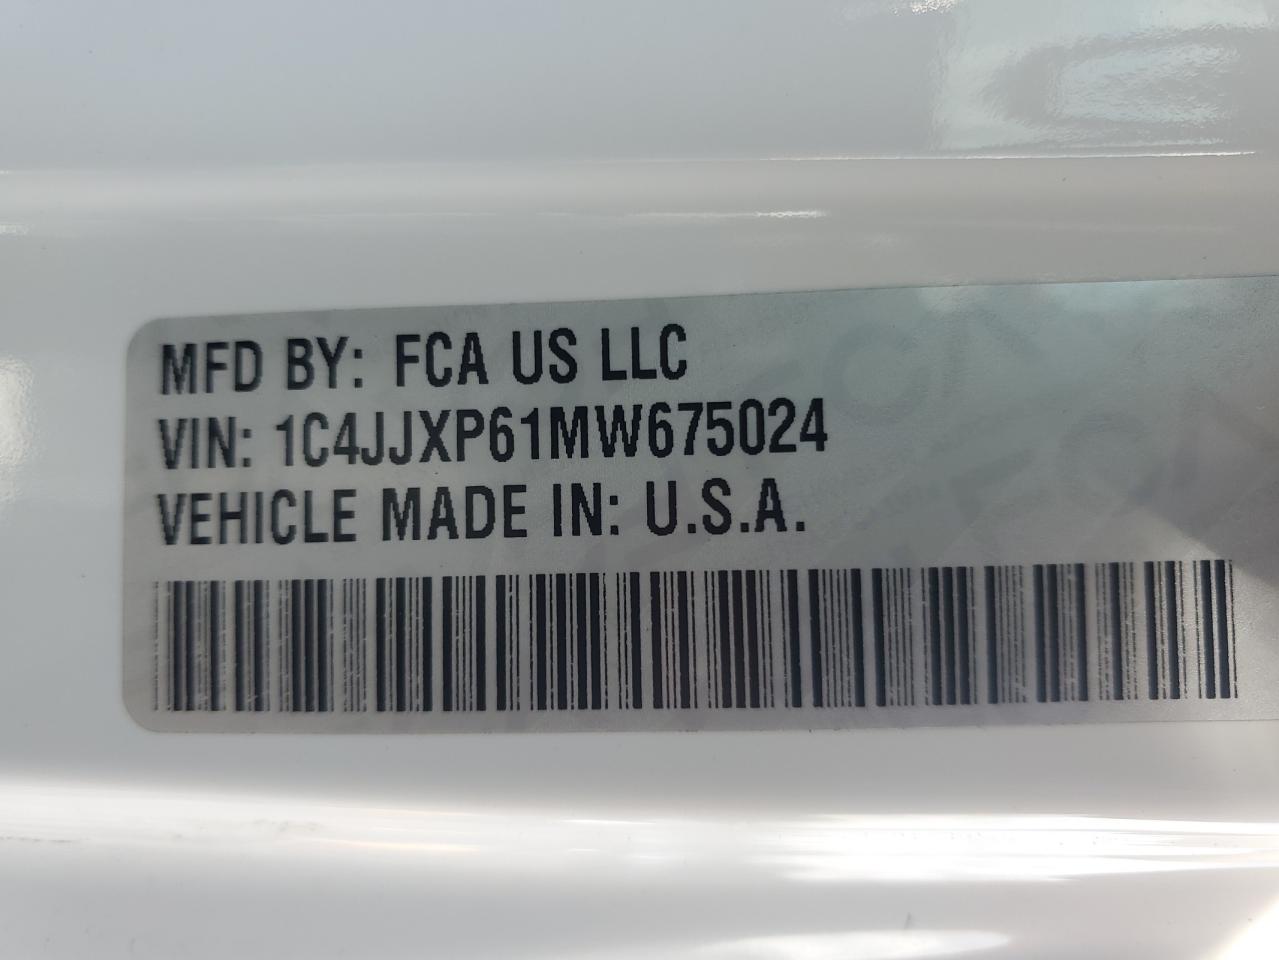 MFD BY: FCA US LLC
VIN: 1C4JJXP61MW675024
VEHICLE MADE IN: U.S.A.